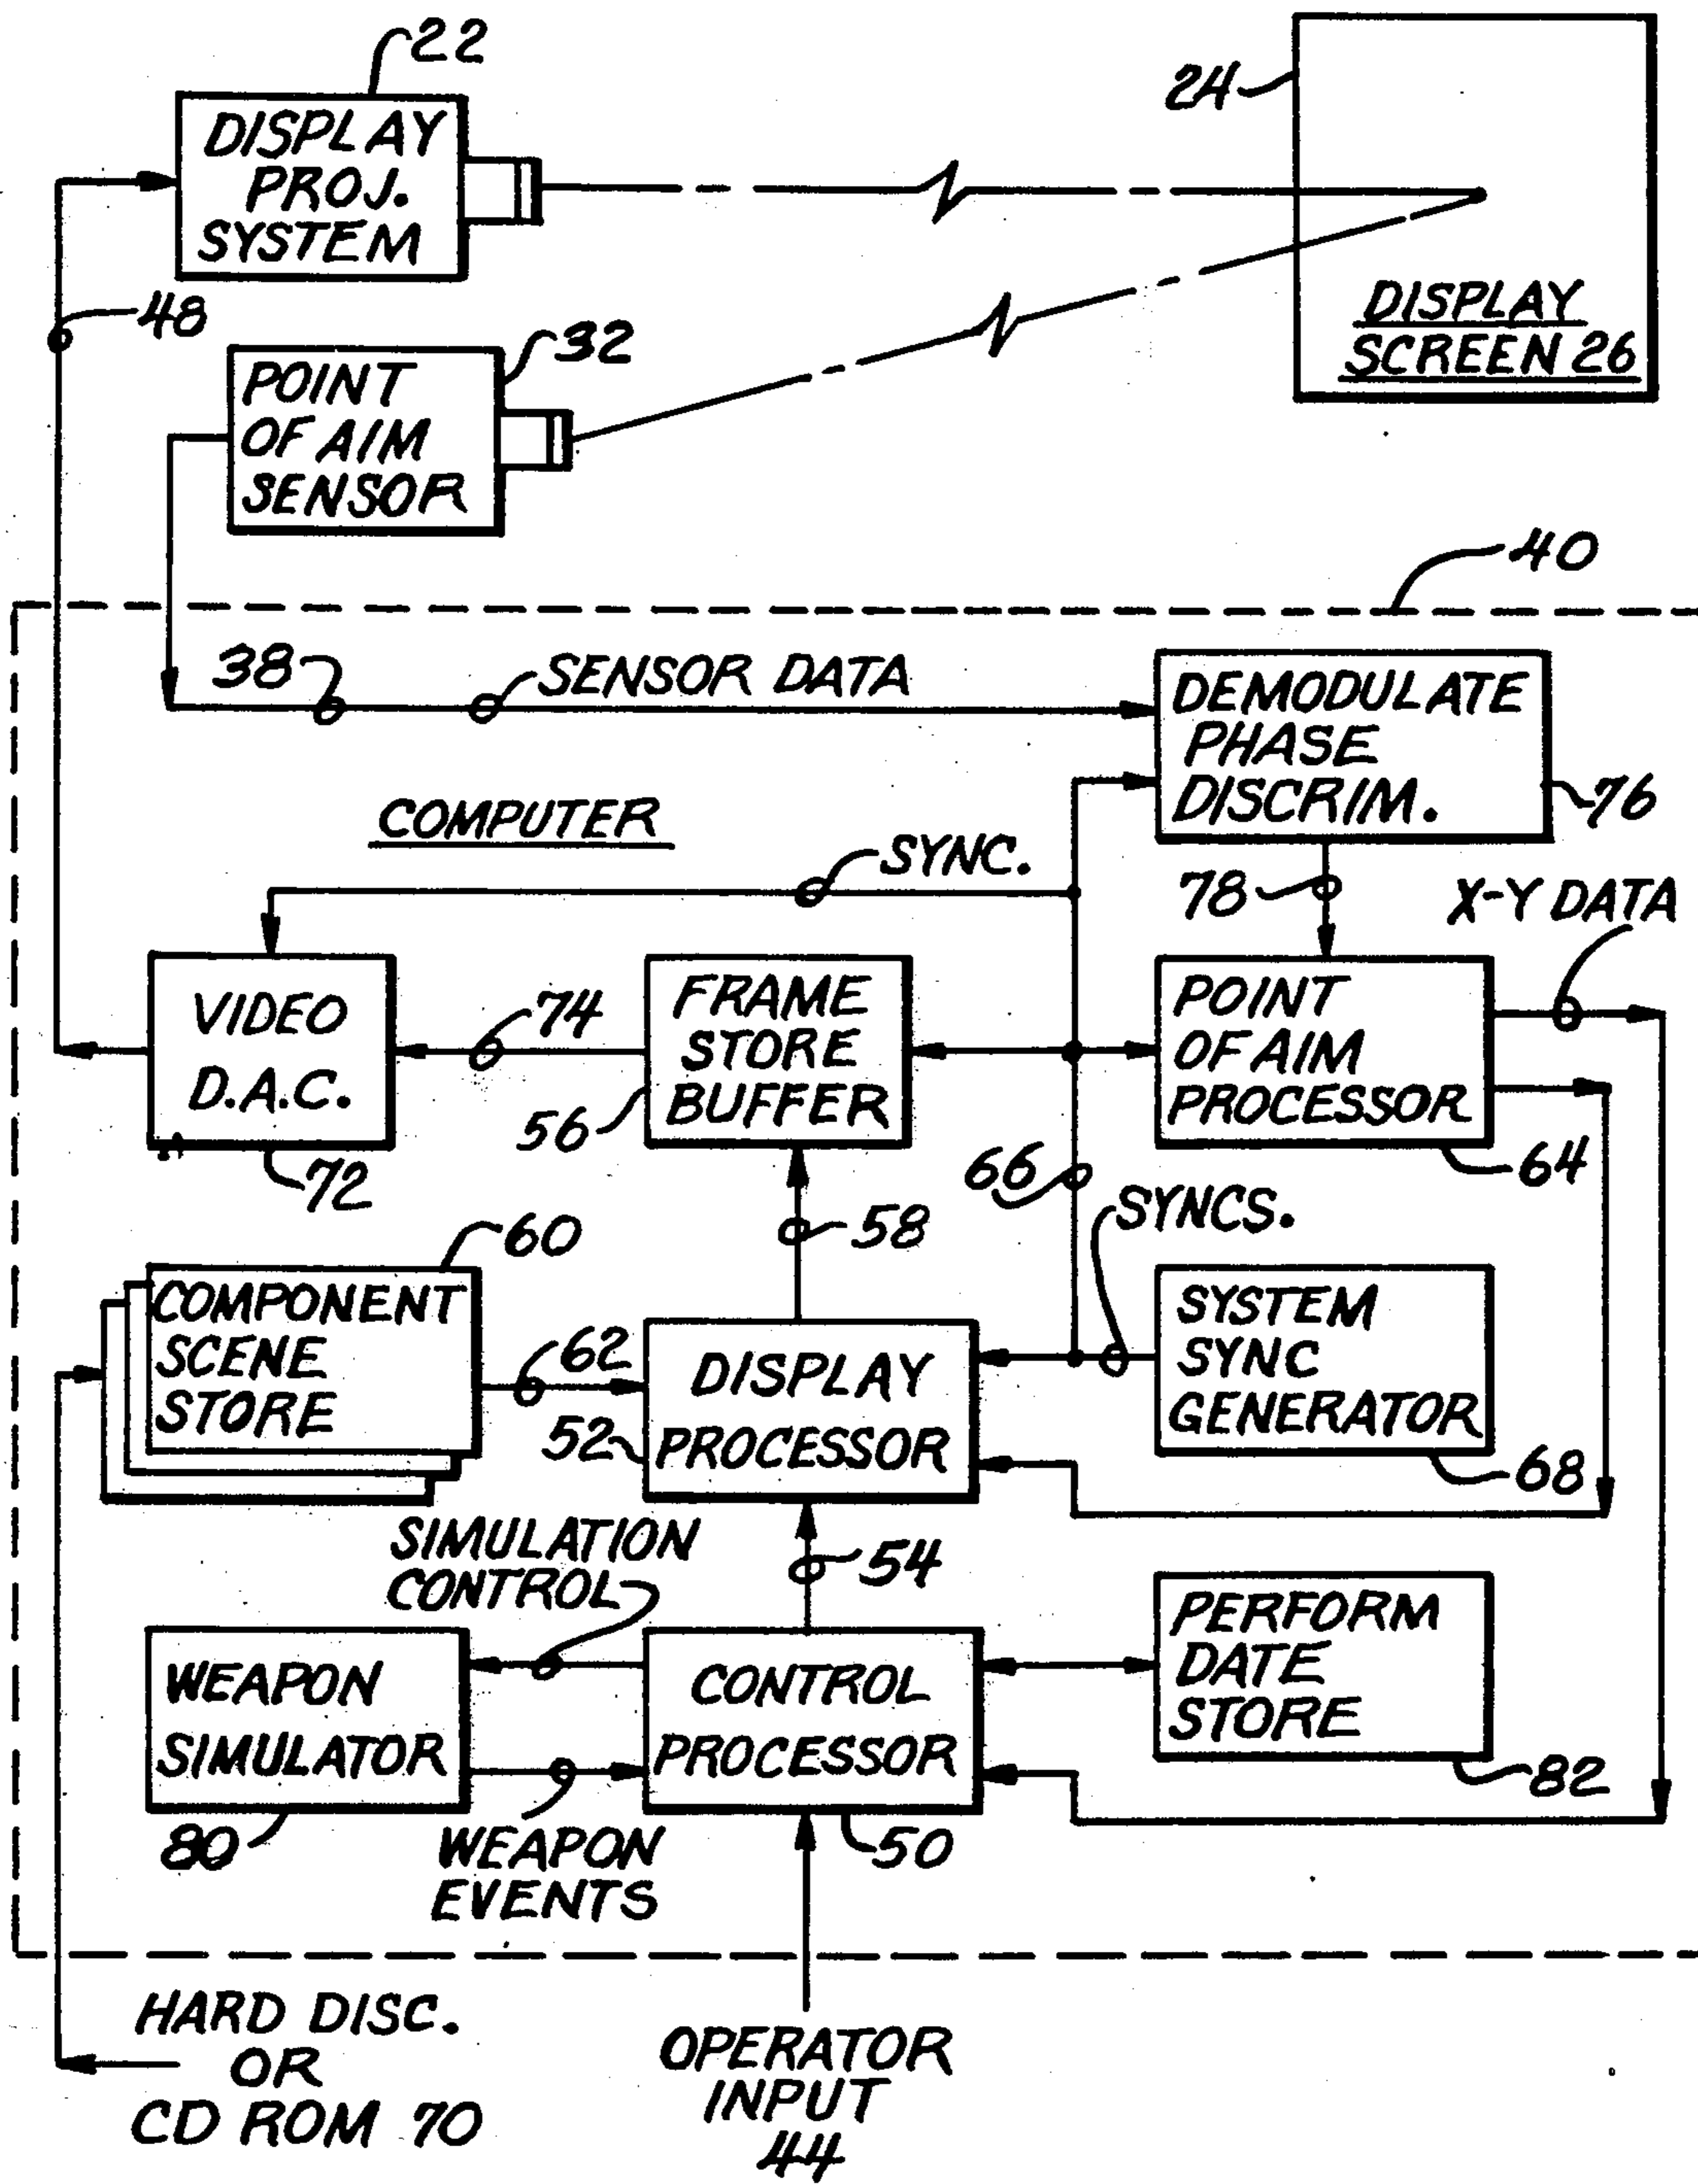 22
24
DISPLAY
PROJ.
SYSTEM
48
DISPLAY
SCREEN 26
32
POINT
OF AIM
SENSOR
40
38
SENSOR DATA
DEMODULATE
PHASE
DISCRIM.
76
COMPUTER
SYNC.
78
X-Y DATA
VIDEO
D.A.C.
72
74
FRAME
STORE
BUFFER
56
POINT
OF AIM
PROCESSOR
64
66
SYNCS.
58
60
COMPONENT
SCENE
STORE
62
DISPLAY
PROCESSOR
52
SYSTEM
SYNC
GENERATOR
68
SIMULATION
CONTROL
54
WEAPON
SIMULATOR
80
CONTROL
PROCESSOR
50
PERFORM
DATE
STORE
82
WEAPON
EVENTS
HARD DISC.
OR
CD ROM 70
OPERATOR
INPUT
44